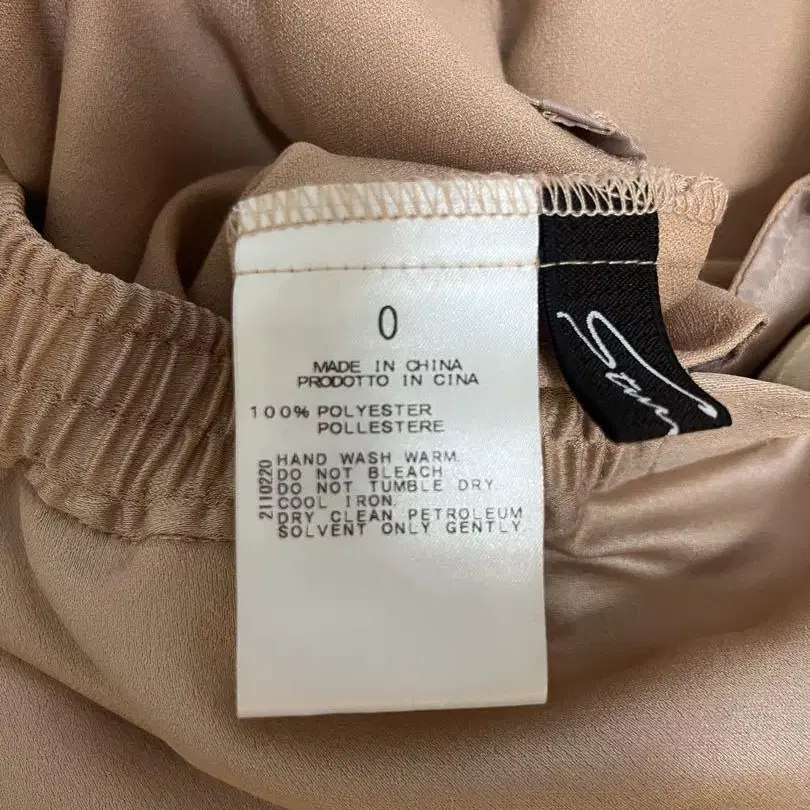 0
MADE IN CHINA
PRODOTTO IN CINA
100% POLYESTER
POLLESTERE
HAND WASH WARM
DO NOT BLEACH
DO NOT TUMBLE DRY
COOL IRON
DRY CLEAN PETROLEUM
SOLVENT ONLY GENTLY.
2110220